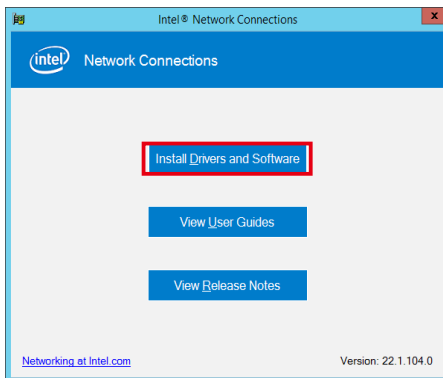 Intel® Network Connections
x
intel Network Connections
Install Drivers and Software
View User Guides
View Release Notes
Networking at Intel.com Version: 22.1.104.0